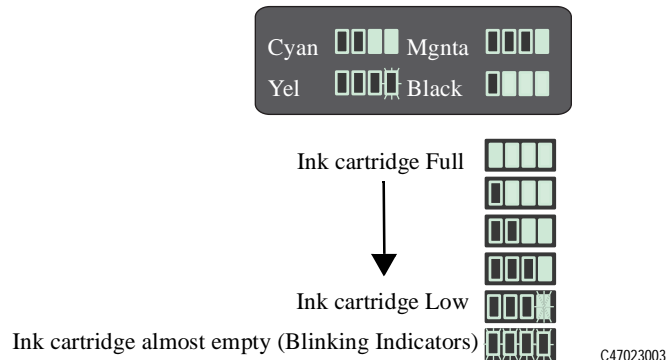 Cyan Mgnta
Yel Black
Ink cartridge Full
Ink cartridge Low
Ink cartridge almost empty (Blinking Indicators)
C47023003